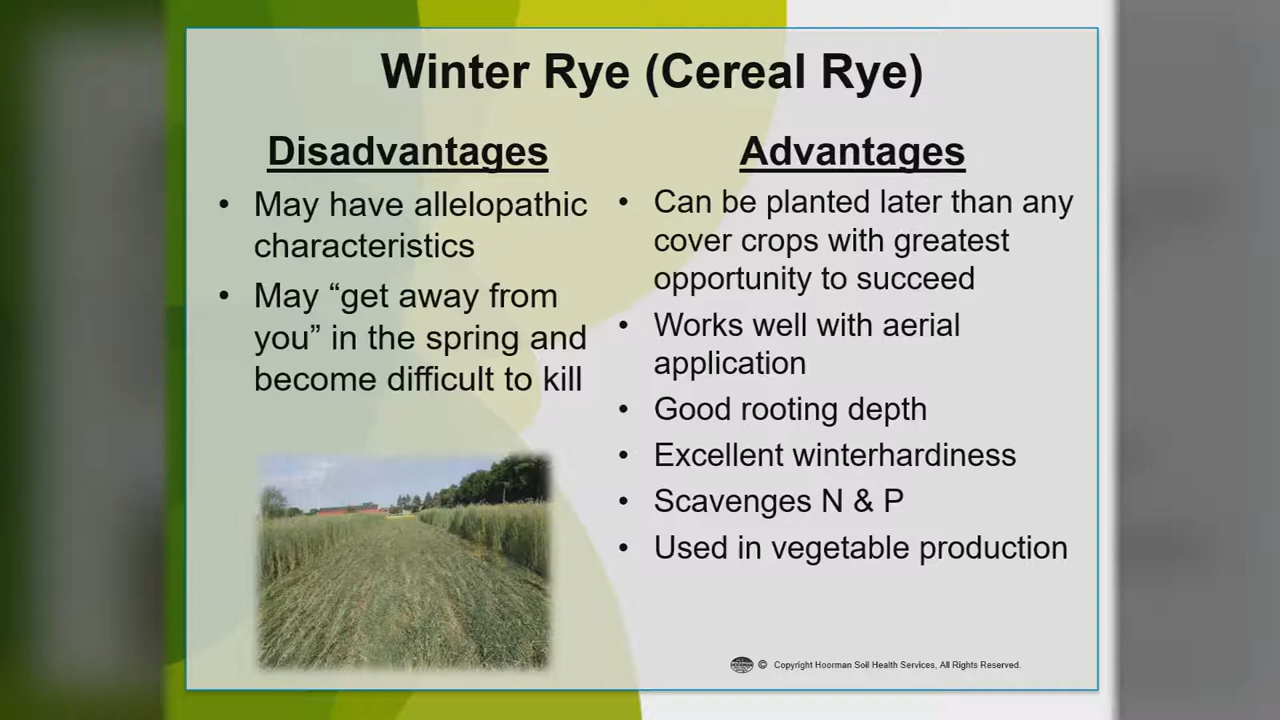 Winter Rye (Cereal Rye)
Disadvantages
• May have allelopathic
characteristics
• May “get away from
you” in the spring and
become difficult to kill
Advantages
• Can be planted later than any
cover crops with greatest
opportunity to succeed
• Works well with aerial
application
• Good rooting depth
• Excellent winterhardiness
• Scavenges N & P
• Used in vegetable production
© Copyright Hoorman Soil Health Services, All Rights Reserved.